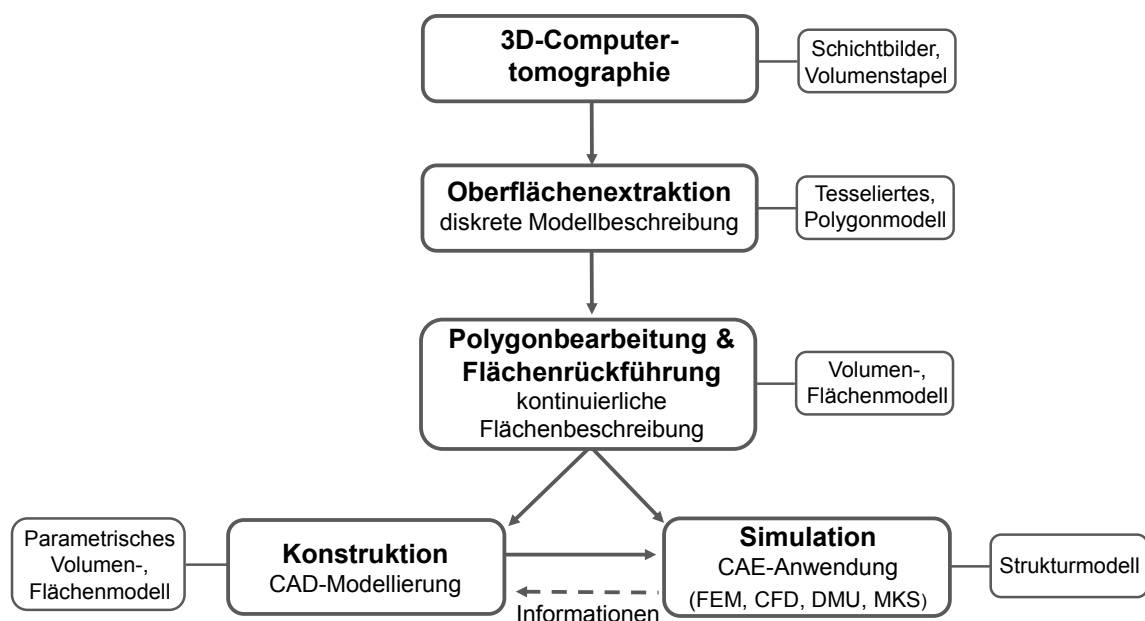 3D-Computer-
tomographie
Schichtbilder,
Volumenstapel
Oberflächenextraktion
diskrete Modellbeschreibung
Tesseliertes,
Polygonmodell
Polygonbearbeitung &
Flächenrückführung
kontinuierliche
Flächenbeschreibung
Volumen-,
Flächenmodell
Parametrisches
Volumen-,
Flächenmodell
Konstruktion
CAD-Modellierung
Informationen
Simulation
CAE-Anwendung
(FEM, CFD, DMU, MKS)
Strukturmodell